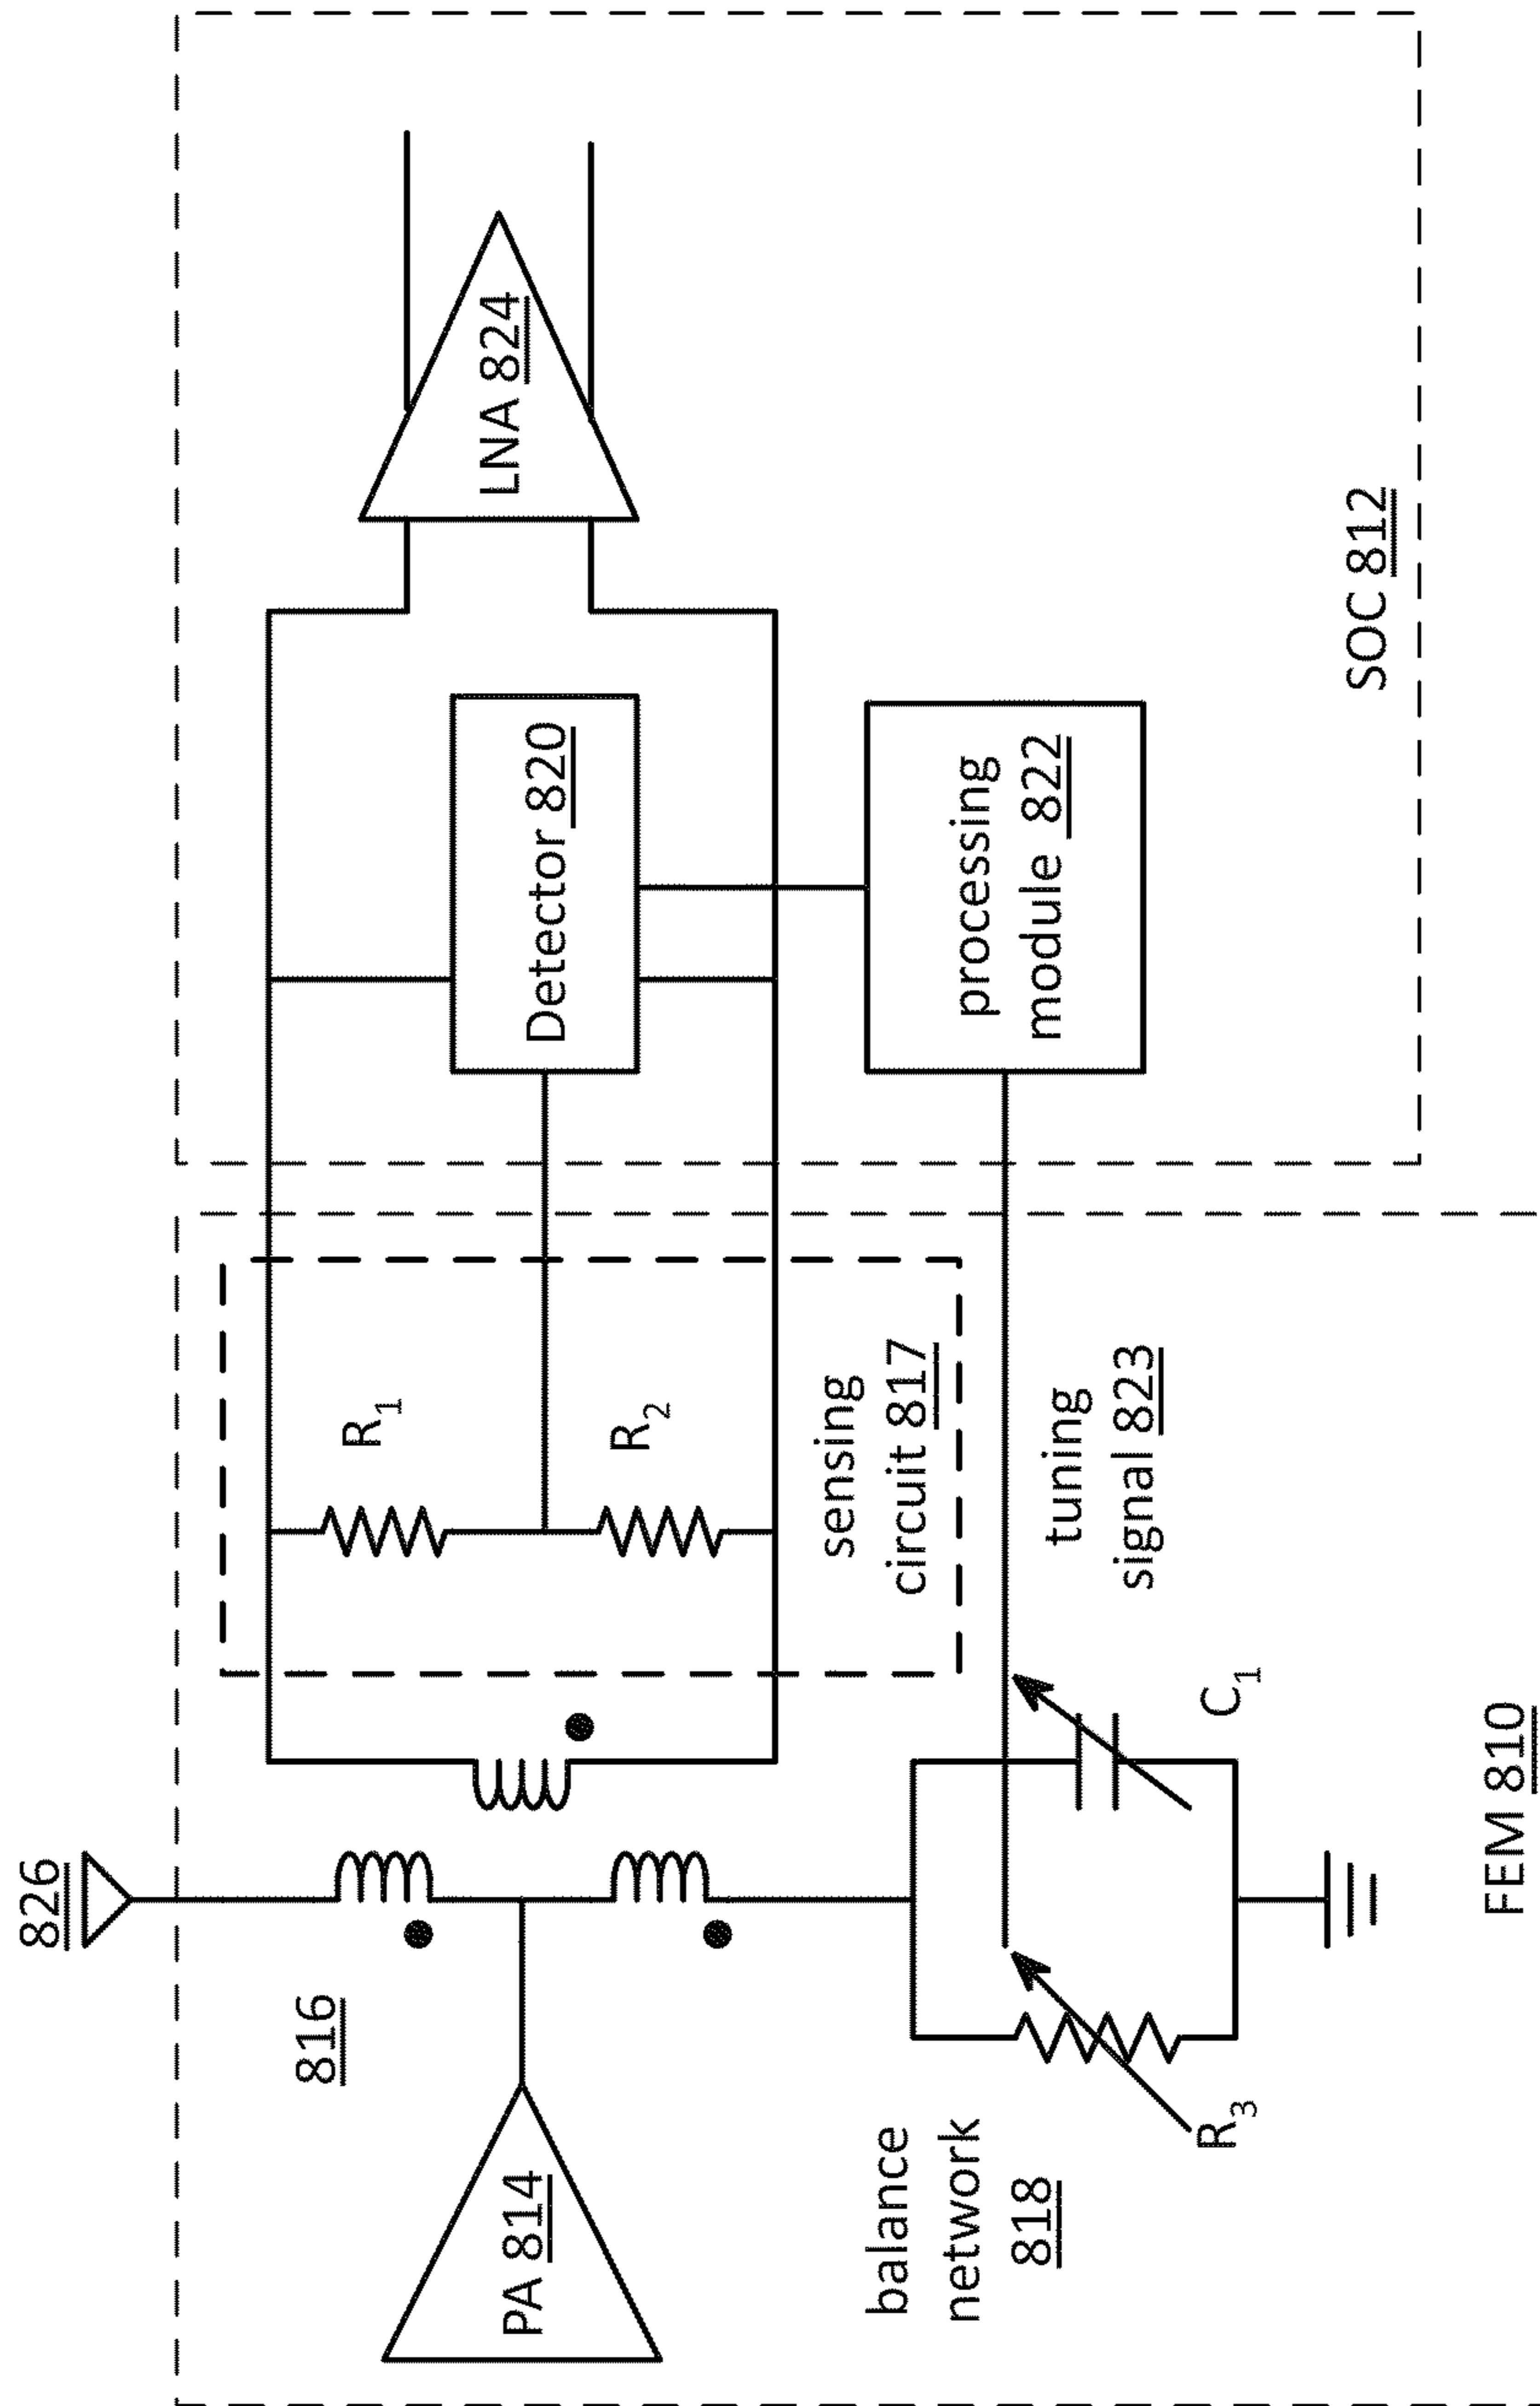 826
816
PA 814
balance
network
818
R3
C1
FEM 810
R1
R2
sensing
circuit 817
tuning
signal 823
Detector 820
processing
module 822
LNA 824
SOC 812